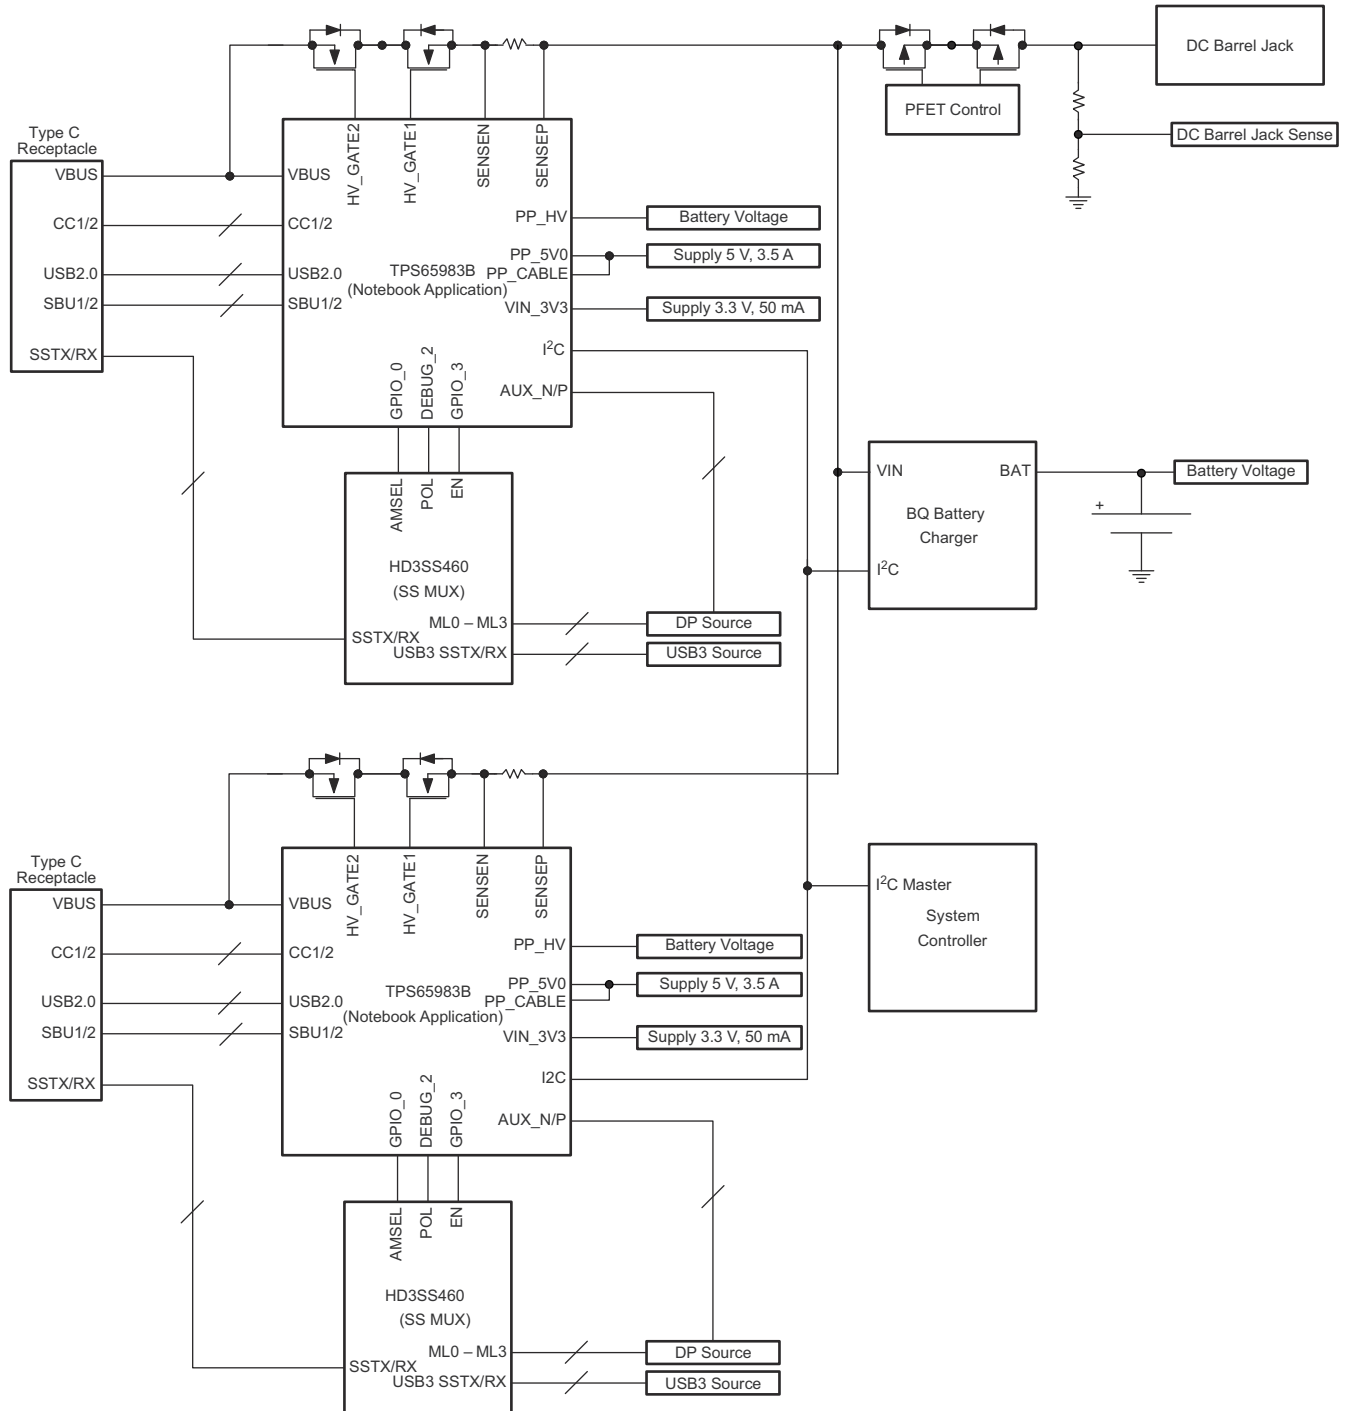 DC Barrel Jack
PFET Control
DC Barrel Jack Sense
Type C
Receptacle
VBUS
CC1/2
USB2.0
SBU1/2
SSTX/RX
HV_GATE2
HV_GATE1
SENSEN
SENSEP
VBUS
CC1/2
USB2.0
SBU1/2
TPS65983B
(Notebook Application)
PP_HV
PP_5V0
PP_CABLE
VIN_3V3
I²C
AUX_N/P
GPIO_0
DEBUG_2
GPIO_3
Battery Voltage
Supply 5 V, 3.5 A
Supply 3.3 V, 50 mA
AMSEL
POL
EN
HD3SS460
(SS MUX)
ML0 – ML3
SSTX/RX
USB3 SSTX/RX
DP Source
USB3 Source
VIN
BAT
BQ Battery
Charger
I²C
Battery Voltage
+
Type C
Receptacle
VBUS
CC1/2
USB2.0
SBU1/2
SSTX/RX
HV_GATE2
HV_GATE1
SENSEN
SENSEP
VBUS
CC1/2
USB2.0
SBU1/2
TPS65983B
(Notebook Application)
PP_HV
PP_5V0
PP_CABLE
VIN_3V3
I2C
AUX_N/P
GPIO_0
DEBUG_2
GPIO_3
Battery Voltage
Supply 5 V, 3.5 A
Supply 3.3 V, 50 mA
I²C Master
System
Controller
AMSEL
POL
EN
HD3SS460
(SS MUX)
ML0 – ML3
SSTX/RX
USB3 SSTX/RX
DP Source
USB3 Source